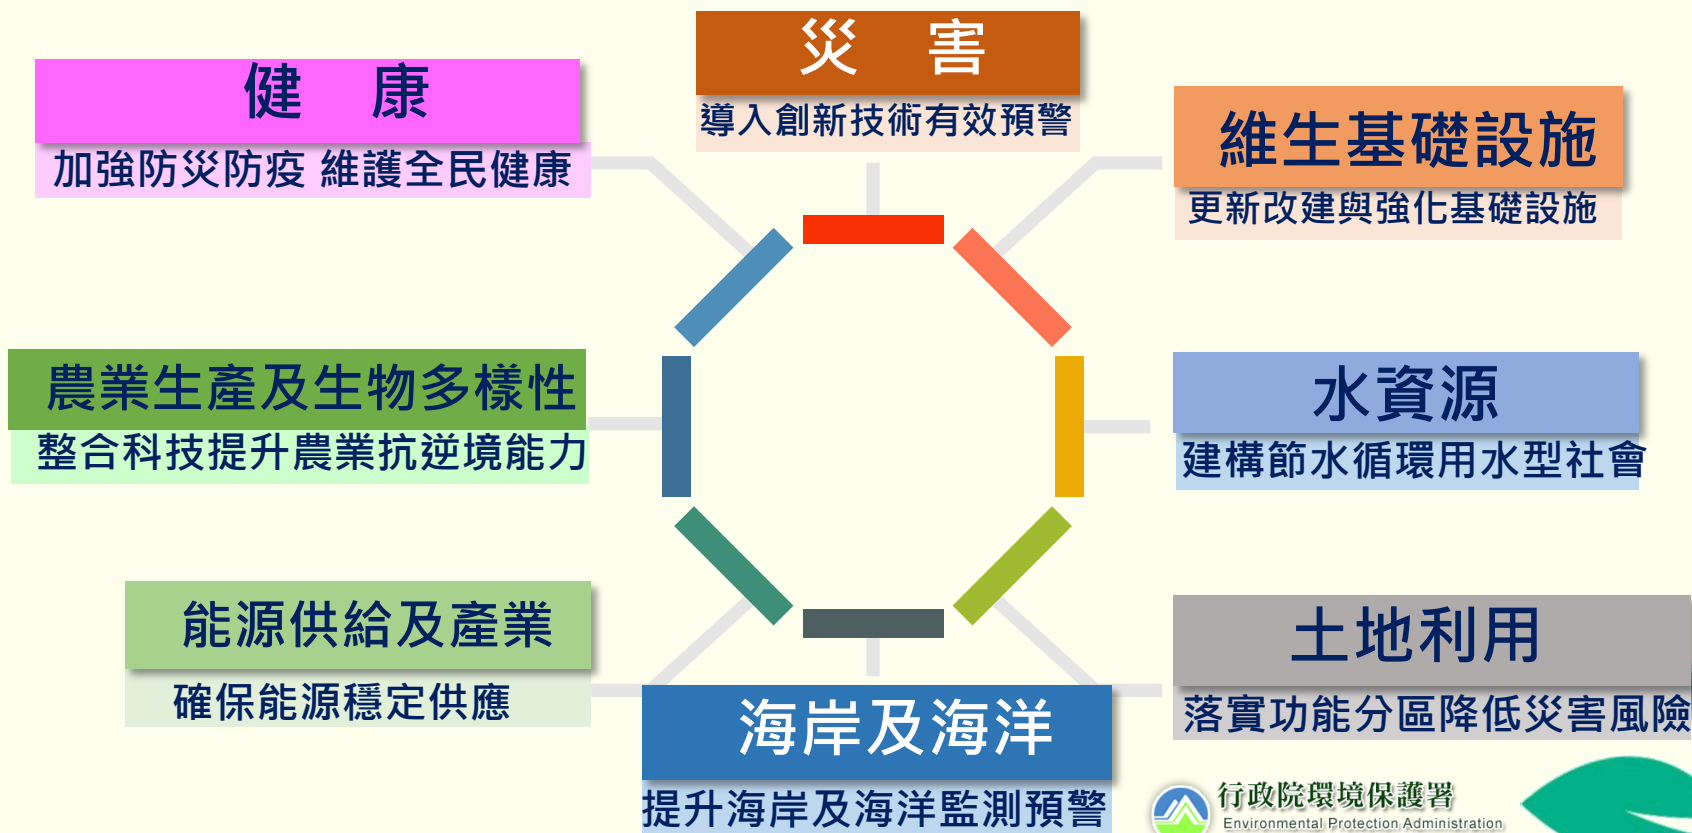 災 害
導入創新技術有效預警
健 康
加強防災防疫 維護全民健康
維生基礎設施
更新改建與強化基礎設施
農業生產及生物多樣性
整合科技提升農業抗逆境能力
水資源
建構節水循環用水型社會
能源供給及產業
確保能源穩定供應
土地利用
落實功能分區降低災害風險
海岸及海洋
提升海岸及海洋監測預警
行政院環境保護署
Environmental Protection Administration